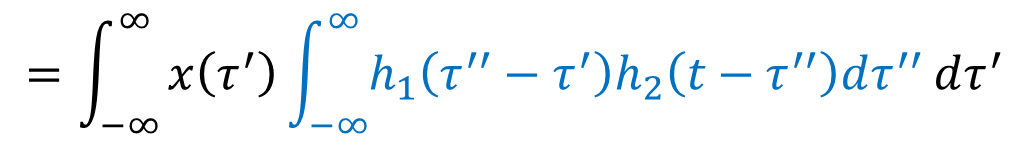 = ∫_{-∞}^{∞} x(τ′) ∫_{-∞}^{∞} h₁(τ′′ − τ′)h₂(t − τ′′)dτ′′ dτ′